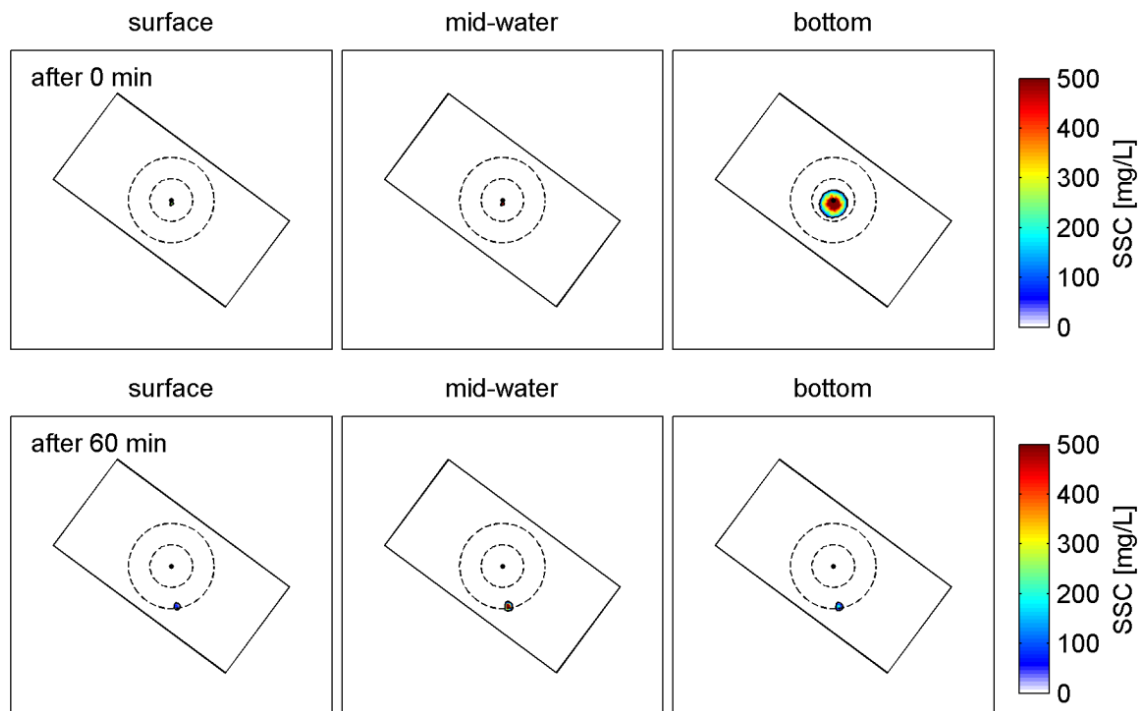 surface
mid-water
bottom
after 0 min
500
400
300
200
100
0
SSC [mg/L]
surface
mid-water
bottom
after 60 min
500
400
300
200
100
0
SSC [mg/L]